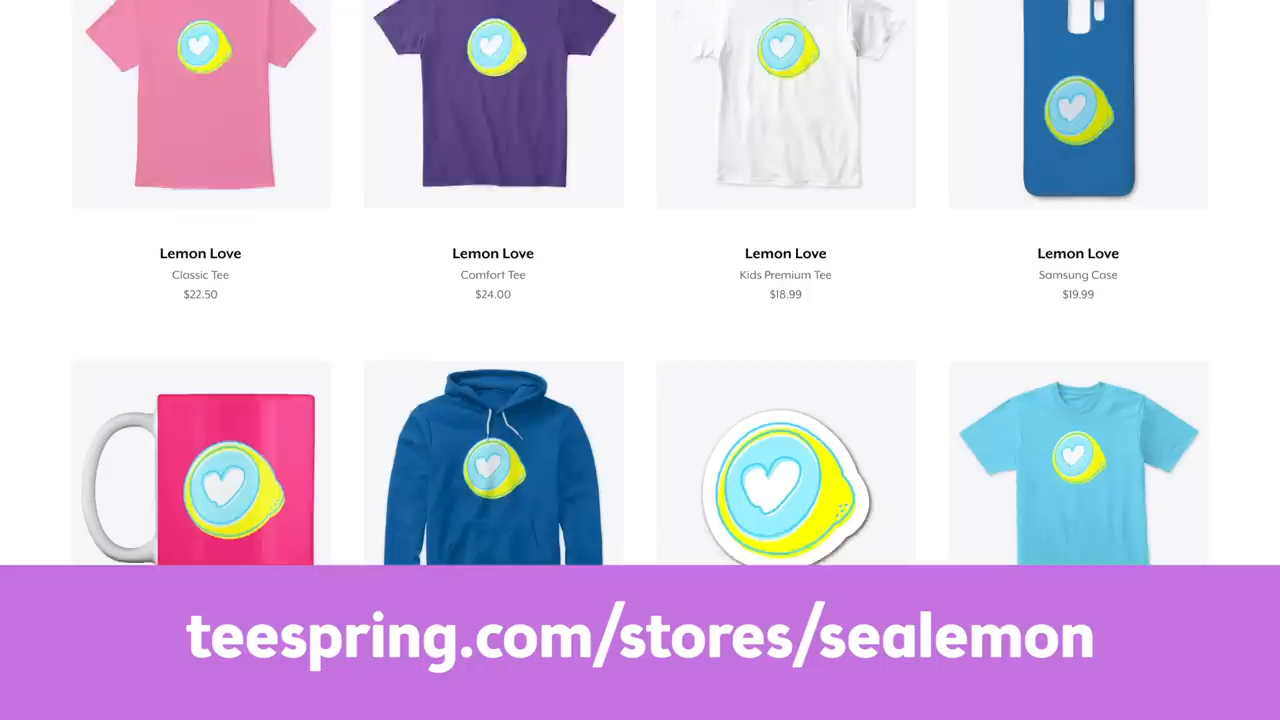 Lemon Love
Classic Tee
$22.50
Lemon Love
Comfort Tee
$24.00
Lemon Love
Kids Premium Tee
$18.99
Lemon Love
Samsung Case
$19.99
teespring.com/stores/sealemon